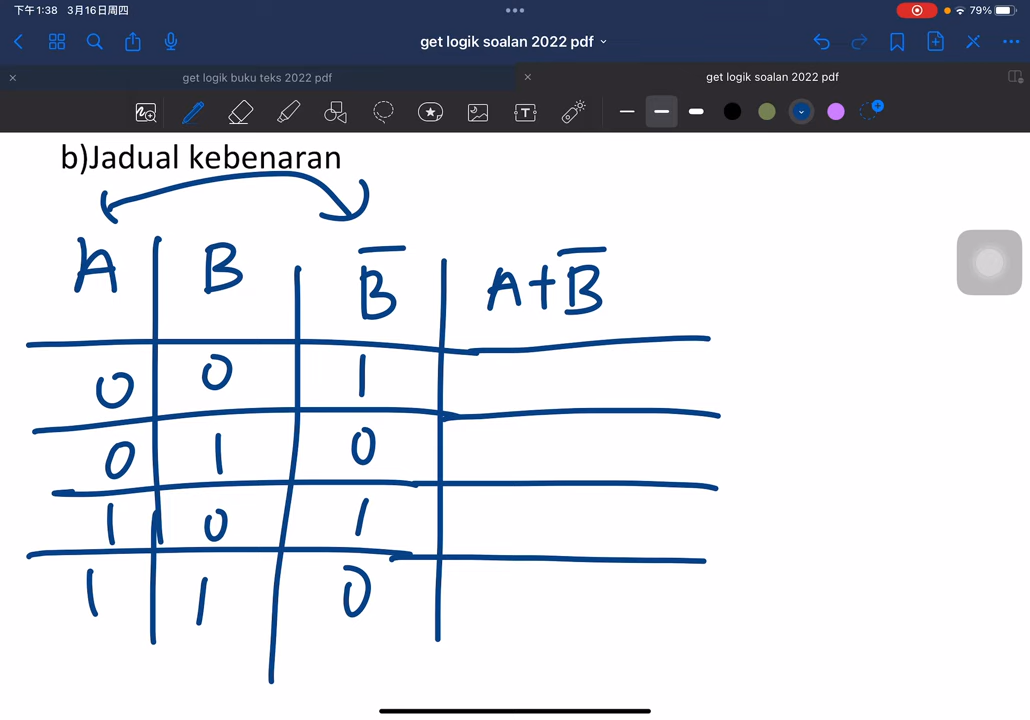 下午1:38 3月16日周四
79%
get logik soalan 2022 pdf
get logik buku teks 2022 pdf
get logik soalan 2022 pdf
b)Jadual kebenaran
A B B̅ A+B̅
0 0 1
0 1 0
1 0 1
1 1 0